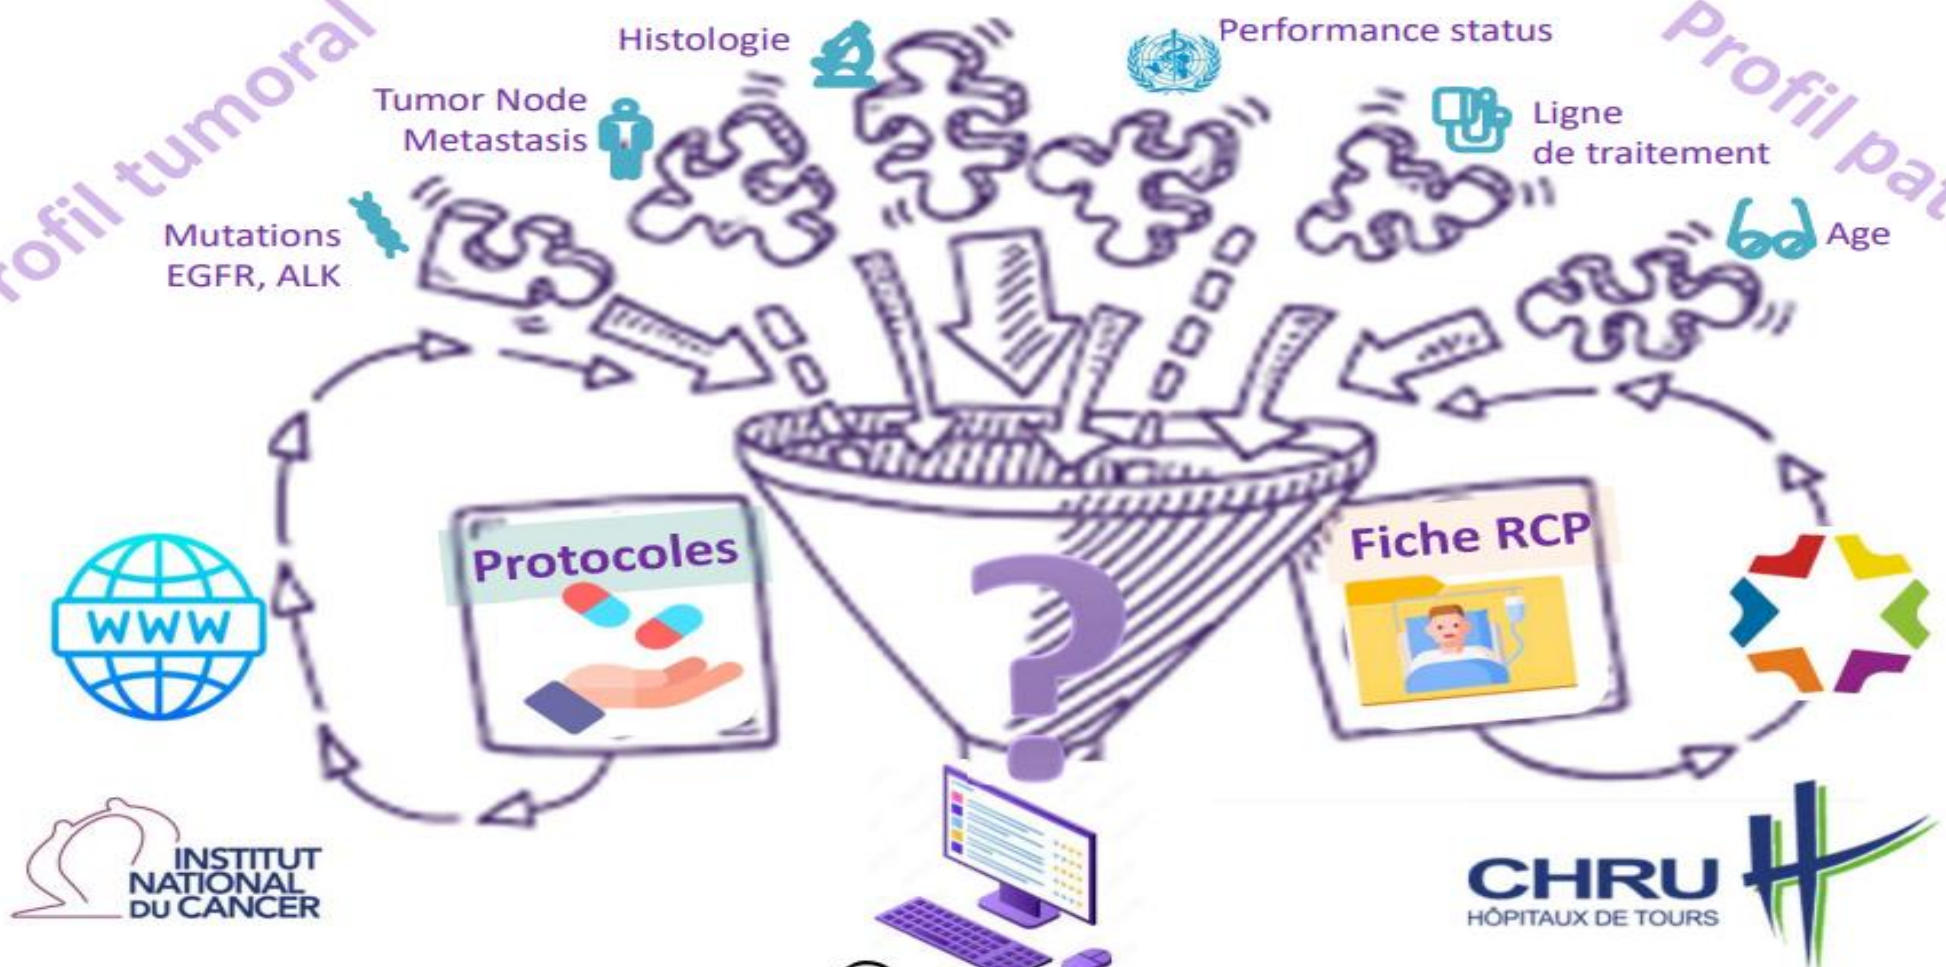 Profil tumoral
Histologie
Performance status
Profil
Tumor Node
Metastasis
Ligne
de traitement
Mutations
EGFR, ALK
Age
Protocoles
Fiche RCP
?
WWW
INSTITUT
NATIONAL
DU CANCER
CHRU
HÔPITAUX DE TOURS